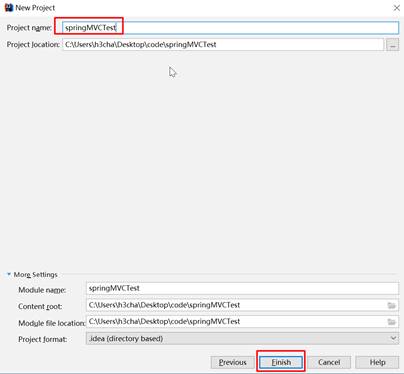 New Project
Project name: springMVCTest
Project location: C:\Users\h3cha\Desktop\code\springMVCTest ...
More Settings
Module name: springMVCTest
Content root: C:\Users\h3cha\Desktop\code\springMVCTest
Module file location: C:\Users\h3cha\Desktop\code\springMVCTest
Project format: .idea (directory based)
Previous Finish Cancel Help